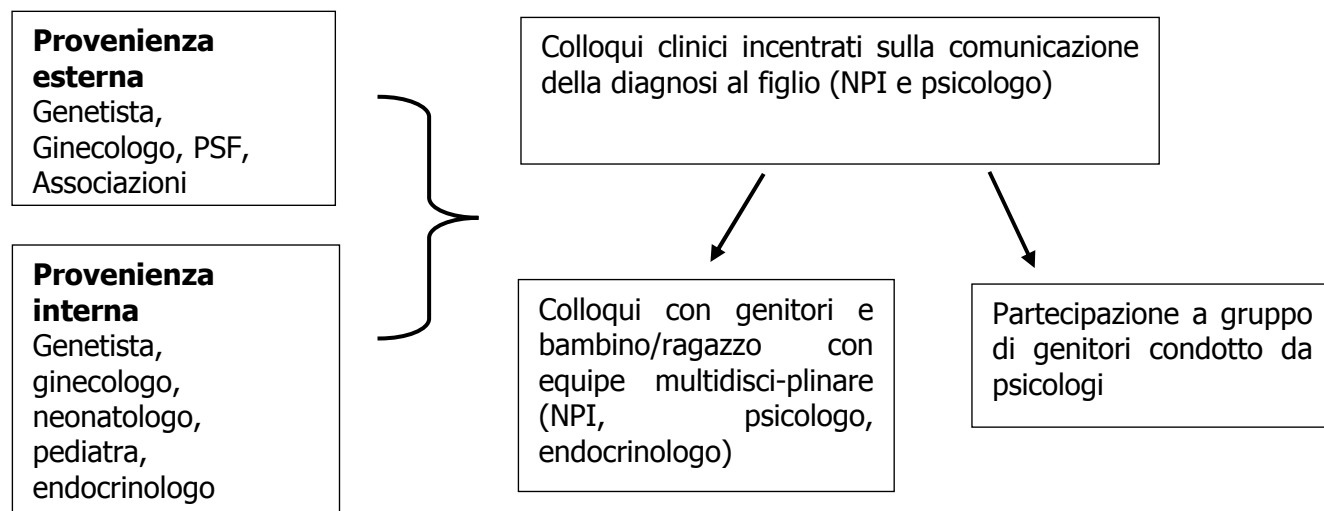 Provenienza
esterna
Genetista,
Ginecologo, PSF,
Associazioni
Provenienza
interna
Genetista,
ginecologo,
neonatologo,
pediatra,
endocrinologo
Colloqui clinici incentrati sulla comunicazione
della diagnosi al figlio (NPI e psicologo)
Colloqui con genitori e
bambino/ragazzo con
equipe multidisci-plinare
(NPI, psicologo,
endocrinologo)
Partecipazione a gruppo
di genitori condotto da
psicologi